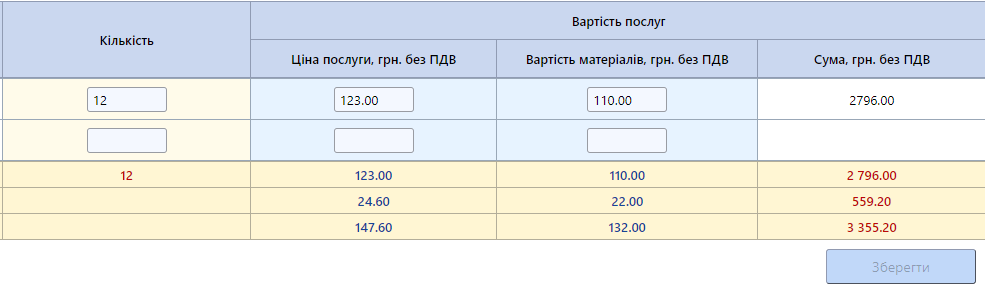 Кількість
Вартість послуг
Ціна послуги, грн. без ПДВ
Вартість матеріалів, грн. без ПДВ
Сума, грн. без ПДВ
12 123.00 110.00 2796.00
12 123.00 110.00 2 796.00
24.60 22.00 559.20
147.60 132.00 3 355.20
Зберегти